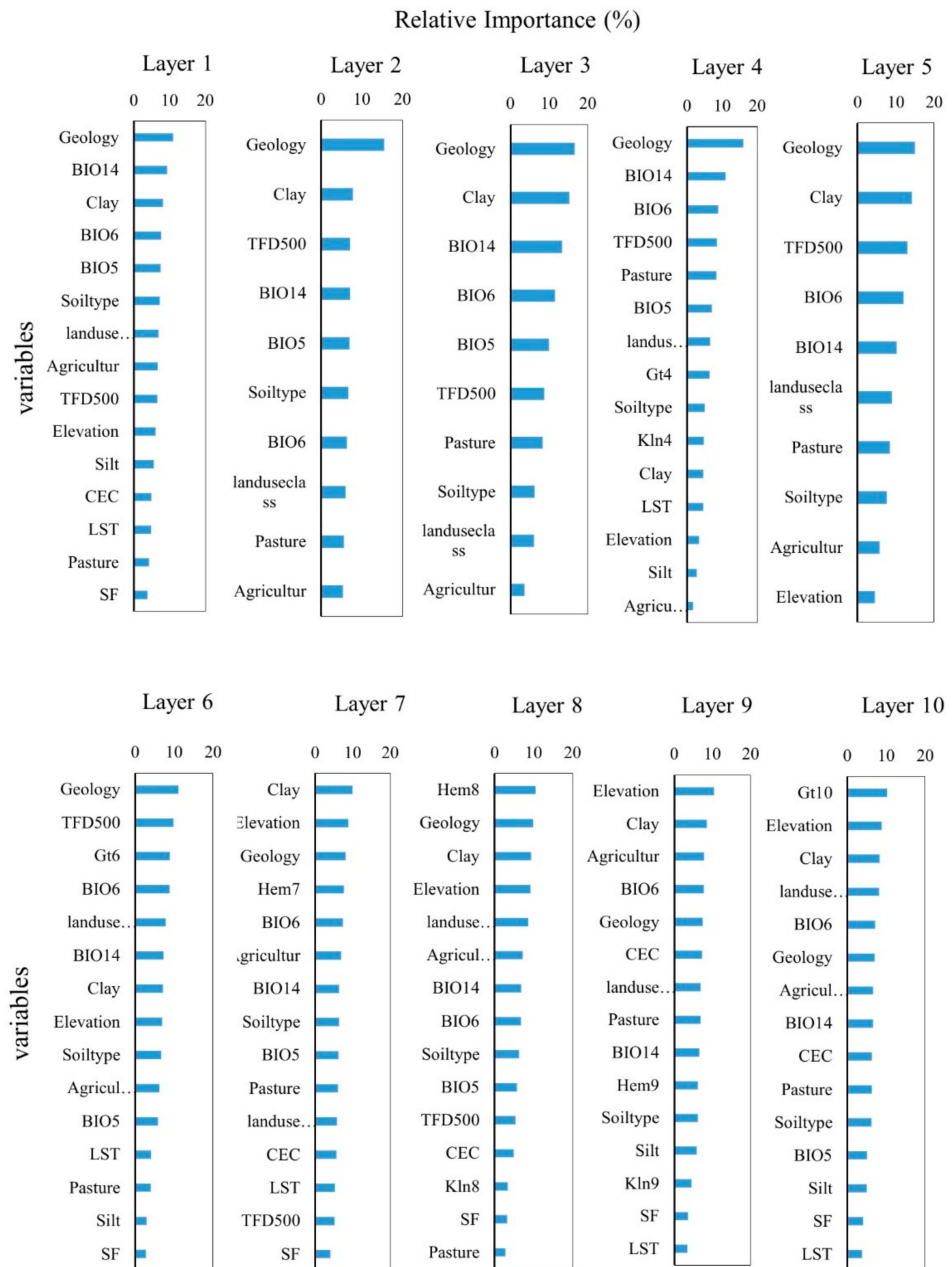 Relative Importance (%)
Layer 1
0 10 20
Geology
BIO14
Clay
BIO6
BIO5
Soiltype
landuse…
Agricultur
TFD500
Elevation
Silt
CEC
LST
Pasture
SF
Layer 2
0 10 20
Geology
Clay
TFD500
BIO14
BIO5
Soiltype
BIO6
landusecla
ss
Pasture
Agricultur
Layer 3
0 10 20
Geology
Clay
BIO14
BIO6
BIO5
TFD500
Pasture
Soiltype
landusecla
ss
Agricultur
Layer 4
0 10 20
Geology
BIO14
BIO6
TFD500
Pasture
BIO5
landus…
Gt4
Soiltype
Kln4
Clay
LST
Elevation
Silt
Agricu…
Layer 5
0 10 20
Geology
Clay
TFD500
BIO6
BIO14
landusecla
ss
Pasture
Soiltype
Agricultur
Elevation
variables
Layer 6
0 10 20
Geology
TFD500
Gt6
BIO6
landuse…
BIO14
Clay
Elevation
Soiltype
Agricul…
BIO5
LST
Pasture
Silt
SF
Layer 7
0 10 20
Clay
Elevation
Geology
Hem7
BIO6
Agricultur
BIO14
Soiltype
BIO5
Pasture
landuse…
CEC
LST
TFD500
SF
Layer 8
0 10 20
Hem8
Geology
Clay
Elevation
landuse…
Agricul…
BIO14
BIO6
Soiltype
BIO5
TFD500
CEC
Kln8
SF
Pasture
Layer 9
0 10 20
Elevation
Clay
Agricultur
BIO6
Geology
CEC
landuse…
Pasture
BIO14
Hem9
Soiltype
Silt
Kln9
SF
LST
Layer 10
0 10 20
Gt10
Elevation
Clay
landuse…
BIO6
Geology
Agricul…
BIO14
CEC
Pasture
Soiltype
BIO5
Silt
SF
LST
variables